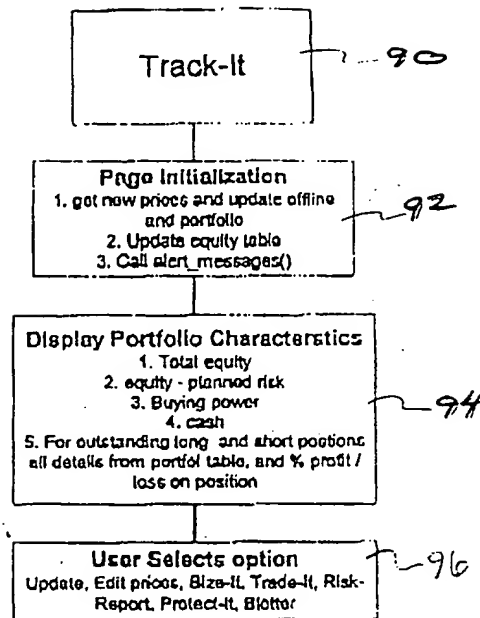 Track-It
90
Page Initialization
1. get new prices and update offline
and portfolio
2. Update equity table
3. Call alert_messages()
92
Display Portfolio Characterstics
1. Total equity
2. equity - planned risk
3. Buying power
4. cash
5. For outstanding long and short postions
all details from portfol table, and % profit /
loss on position
94
User Selects option
Update, Edit prices, Size-It, Trade-It, Risk-
Report, Protect-It, Blotter
96